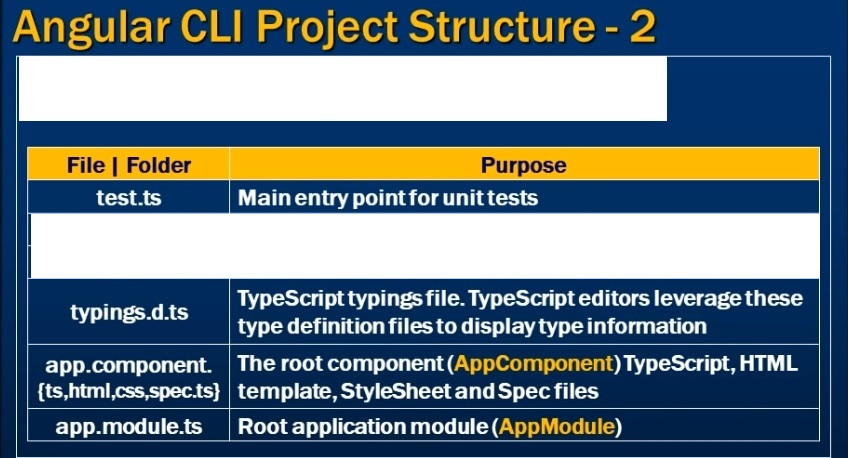 Angular CLI Project Structure - 2
File | Folder Purpose
test.ts Main entry point for unit tests
typings.d.ts TypeScript typings file. TypeScript editors leverage these
type definition files to display type information
app.component. The root component (AppComponent) TypeScript, HTML
{ts,html,css,spec.ts} template, StyleSheet and Spec files
app.module.ts Root application module (AppModule)